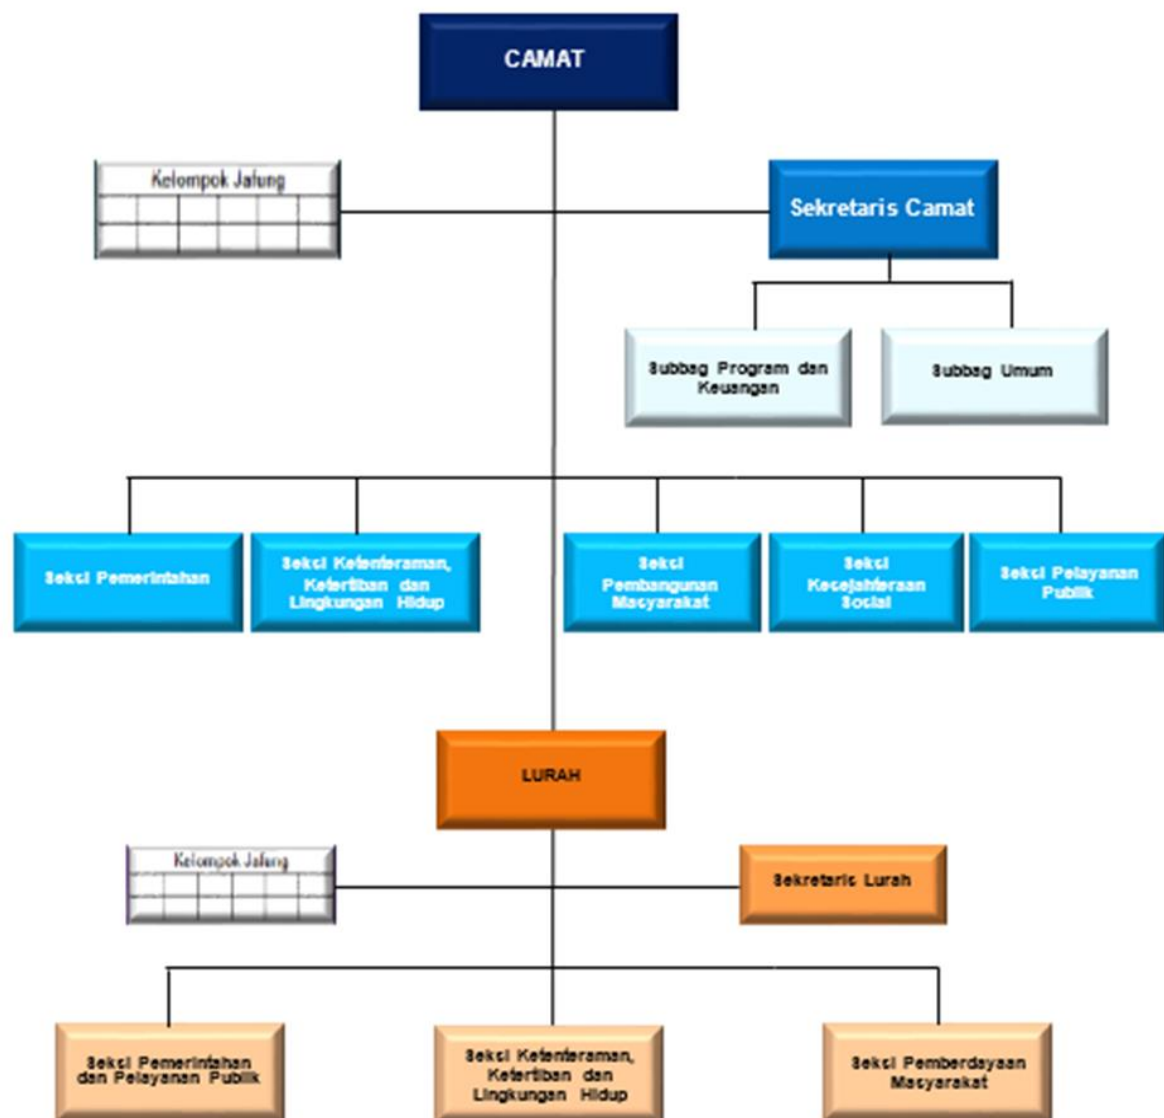 CAMAT
Kelompok Jafung
Sekretaris Camat
Subbag Program dan
Keuangan
Subbag Umum
Seksi Pemerintahan
Seksi Ketenteraman,
Ketertiban dan
Lingkungan Hidup
Seksi
Pembangunan
Masyarakat
Seksi
Kesejahteraan
Sosial
Seksi Pelayanan
Publik
LURAH
Kelompok Jafung
Sekretaris Lurah
Seksi Pemerintahan
dan Pelayanan Publik
Seksi Ketenteraman,
Ketertiban dan
Lingkungan Hidup
Seksi Pemberdayaan
Masyarakat